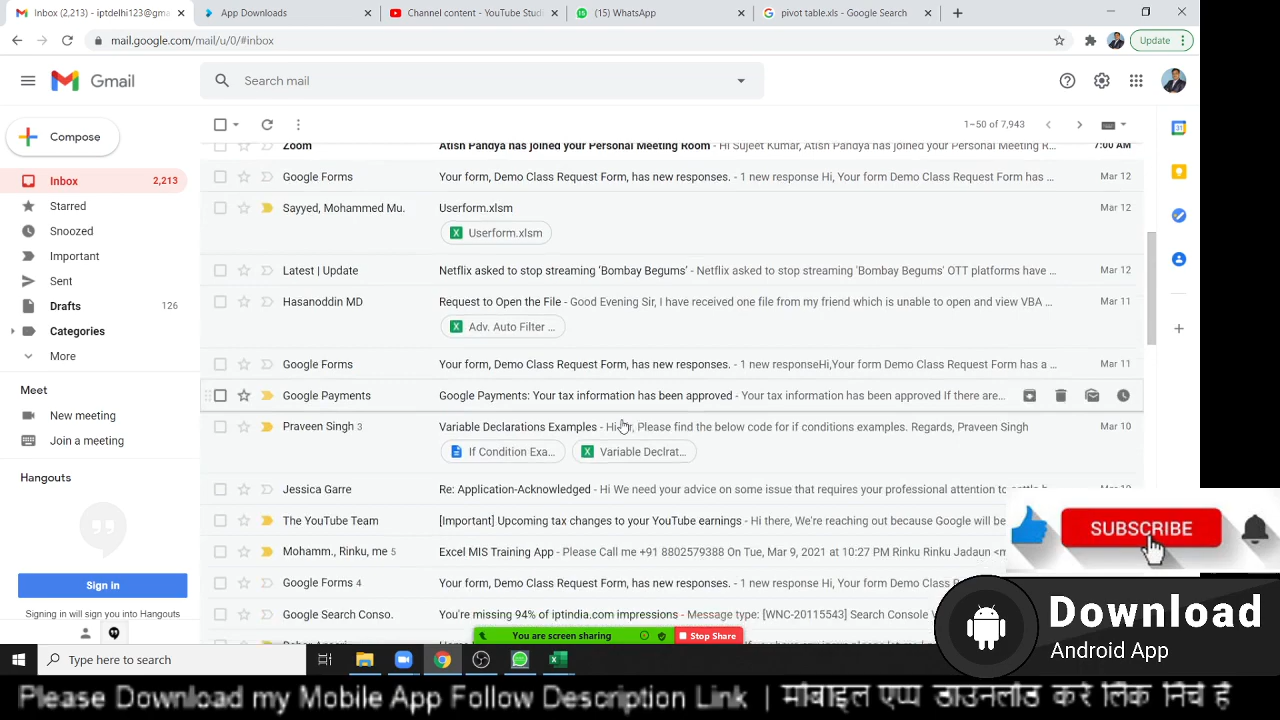 Inbox (2,213) - iptdelhi123@gma
App Downloads
Channel content - YouTube Studi
(15) WhatsApp
pivot table.xls - Google Search
mail.google.com/mail/u/0/#inbox
Update
Gmail
Search mail
Compose
1–50 of 7,943
Inbox 2,213
Starred
Snoozed
Important
Sent
Drafts 126
Categories
More
Meet
New meeting
Join a meeting
Hangouts
Sign in
Signing in will sign you into Hangouts
Zoom Atish Pandya has joined your Personal Meeting Room - Hi Sujeet Kumar, Atish Pandya has joined your Personal Meeting R... 7:00 AM
Google Forms Your form, Demo Class Request Form, has new responses. - 1 new response Hi, Your form Demo Class Request Form has ... Mar 12
Sayyed, Mohammed Mu. Userform.xlsm Mar 12
Userform.xlsm
Latest | Update Netflix asked to stop streaming 'Bombay Begums' - Netflix asked to stop streaming 'Bombay Begums' OTT platforms have ... Mar 12
Hasanoddin MD Request to Open the File - Good Evening Sir, I have received one file from my friend which is unable to open and view VBA ... Mar 11
Adv. Auto Filter ...
Google Forms Your form, Demo Class Request Form, has new responses. - 1 new responseHi,Your form Demo Class Request Form has a ... Mar 11
Google Payments Google Payments: Your tax information has been approved - Your tax information has been approved If there are...
Praveen Singh 3 Variable Declarations Examples - Hi Sir, Please find the below code for if conditions examples. Regards, Praveen Singh Mar 10
If Condition Exa...
Variable Declrat...
Jessica Garre Re: Application-Acknowledged - Hi We need your advice on some issue that requires your professional attention to
The YouTube Team [Important] Upcoming tax changes to your YouTube earnings - Hi there, We're reaching out because Google will be
Mohamm., Rinku, me 5 Excel MIS Training App - Please Call me +91 8802579388 On Tue, Mar 9, 2021 at 10:27 PM Rinku Rinku Jadaun <m
Google Forms 4 Your form, Demo Class Request Form, has new responses. - 1 new response Hi, Your form Demo Class Request
Google Search Conso. You're missing 94% of iptindia.com impressions - Message type: [WNC-20115543] Search Console
You are screen sharing
Stop Share
SUBSCRIBE
Download
Android App
Type here to search
Please Download my Mobile App Follow Description Link | मोबाइल एप्प डाउनलोड करे लिंक निचे है